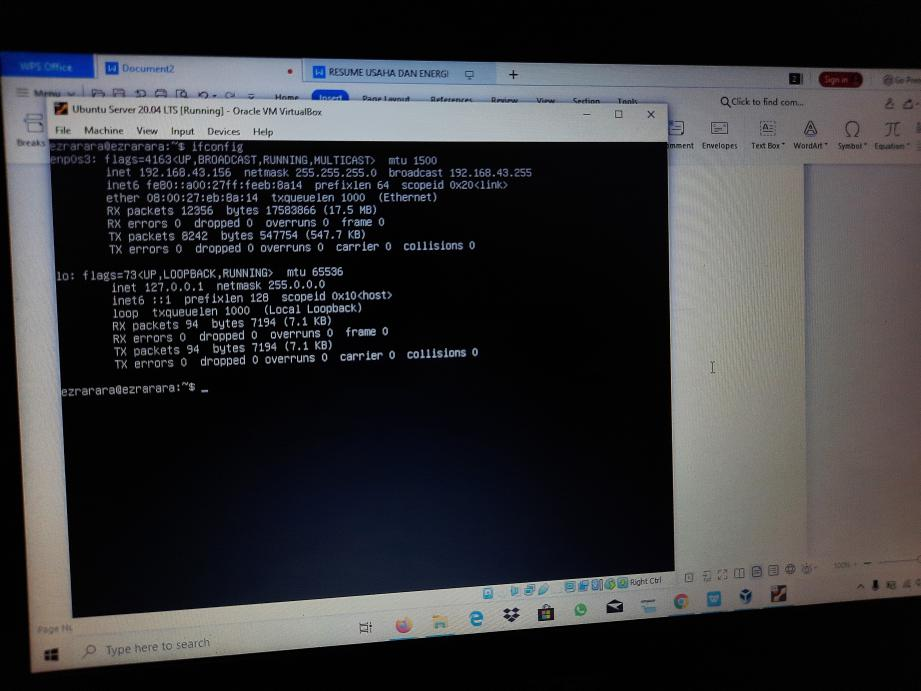 WPS Office
Document2
RESUME USAHA DAN ENERGI
+
2
Sign in
Menu
Home
Insert
Page Layout
References
Review
View
Section
Tools
Click to find com...
Breaks
Envelopes
Text Box
WordArt
Symbol
Equation
Ubuntu Server 20.04 LTS [Running] - Oracle VM VirtualBox
File Machine View Input Devices Help
ezrarara@ezrarara:~$ ifconfig
enp0s3: flags=4163<UP,BROADCAST,RUNNING,MULTICAST> mtu 1500
inet 192.168.43.156 netmask 255.255.255.0 broadcast 192.168.43.255
inet6 fe80::a00:27ff:feeb:8a14 prefixlen 64 scopeid 0x20<link>
ether 08:00:27:eb:8a:14 txqueuelen 1000 (Ethernet)
RX packets 12356 bytes 17583866 (17.5 MB)
RX errors 0 dropped 0 overruns 0 frame 0
TX packets 8242 bytes 547754 (547.7 KB)
TX errors 0 dropped 0 overruns 0 carrier 0 collisions 0
lo: flags=73<UP,LOOPBACK,RUNNING> mtu 65536
inet 127.0.0.1 netmask 255.0.0.0
inet6 ::1 prefixlen 128 scopeid 0x10<host>
loop txqueuelen 1000 (Local Loopback)
RX packets 94 bytes 7194 (7.1 KB)
RX errors 0 dropped 0 overruns 0 frame 0
TX packets 94 bytes 7194 (7.1 KB)
TX errors 0 dropped 0 overruns 0 carrier 0 collisions 0
ezrarara@ezrarara:~$ _
Right Ctrl
100%
Type here to search